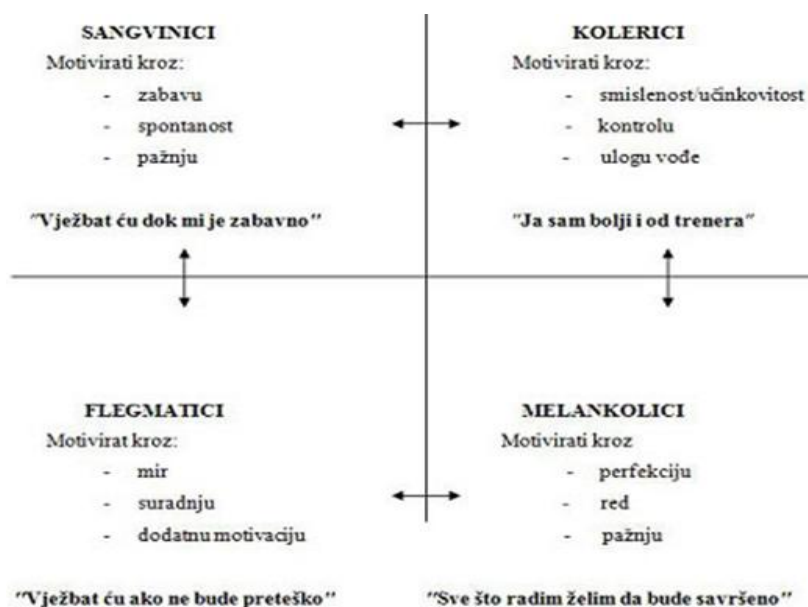 SANGVINICI
Motivirati kroz:
- zabavu
- spontanost
- pažnju
"Vježbat ću dok mi je zabavno"
KOLERICI
Motivirati kroz:
- smislenost/učinkovitost
- kontrolu
- ulogu vođe
"Ja sam bolji i od trenera"
FLEGMATICI
Motivirat kroz:
- mir
- suradnju
- dodatnu motivaciju
"Vježbat ću ako ne bude preteško"
MELANKOLICI
Motivirati kroz
- perfekciju
- red
- pažnju
"Sve što radim želim da bude savršeno"